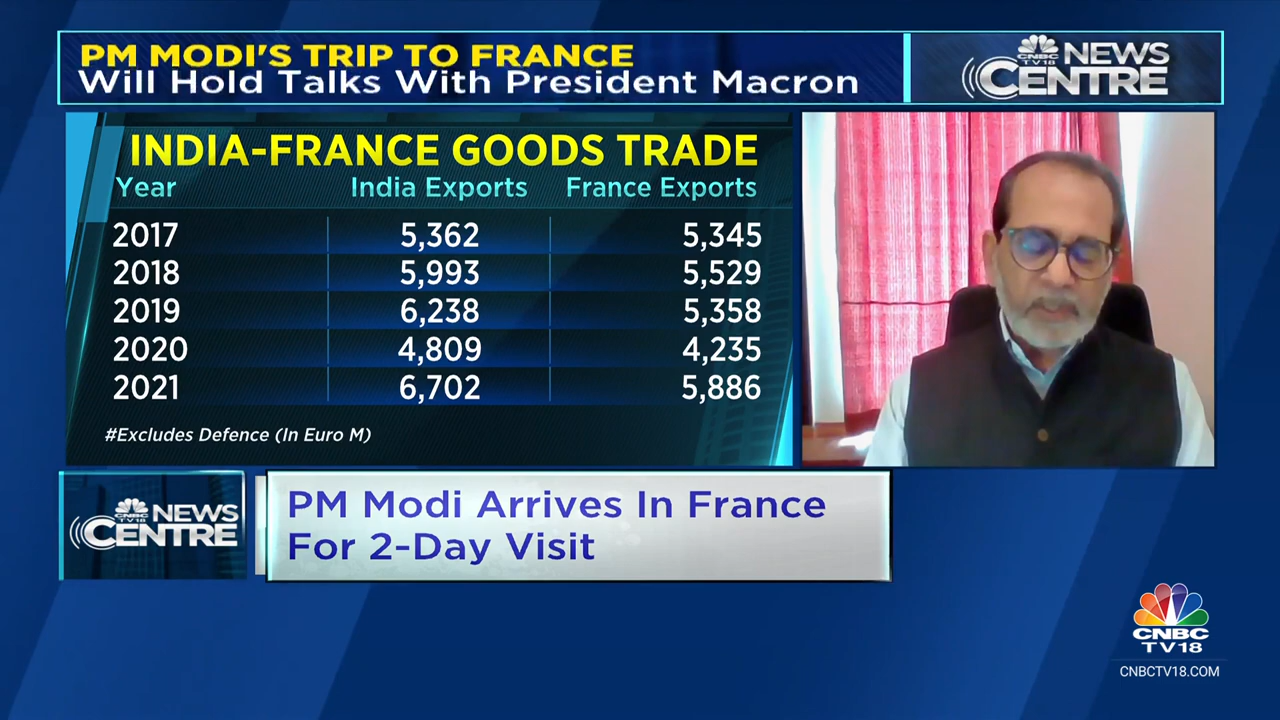 PM MODI'S TRIP TO FRANCE
Will Hold Talks With President Macron
CNBC TV18 NEWS CENTRE
INDIA-FRANCE GOODS TRADE
Year India Exports France Exports
2017 5,362 5,345
2018 5,993 5,529
2019 6,238 5,358
2020 4,809 4,235
2021 6,702 5,886
#Excludes Defence (In Euro M)
CNBC TV18 NEWS CENTRE
PM Modi Arrives In France
For 2-Day Visit
CNBC
TV18
CNBCTV18.COM